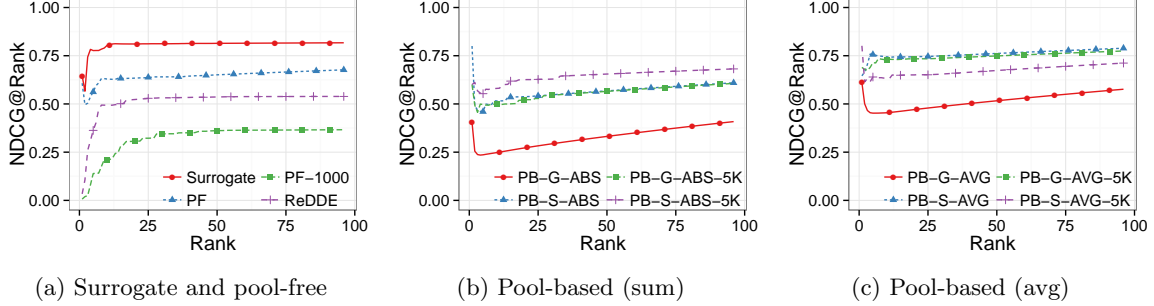 1.00
0.75
0.50
0.25
0.00
NDCG@Rank
Surrogate
PF
PF−1000
ReDDE
0 25 50 75 100
Rank
(a) Surrogate and pool-free
1.00
0.75
0.50
0.25
0.00
NDCG@Rank
PB−G−ABS
PB−S−ABS
PB−G−ABS−5K
PB−S−ABS−5K
0 25 50 75 100
Rank
(b) Pool-based (sum)
1.00
0.75
0.50
0.25
0.00
NDCG@Rank
PB−G−AVG
PB−S−AVG
PB−G−AVG−5K
PB−S−AVG−5K
0 25 50 75 100
Rank
(c) Pool-based (avg)